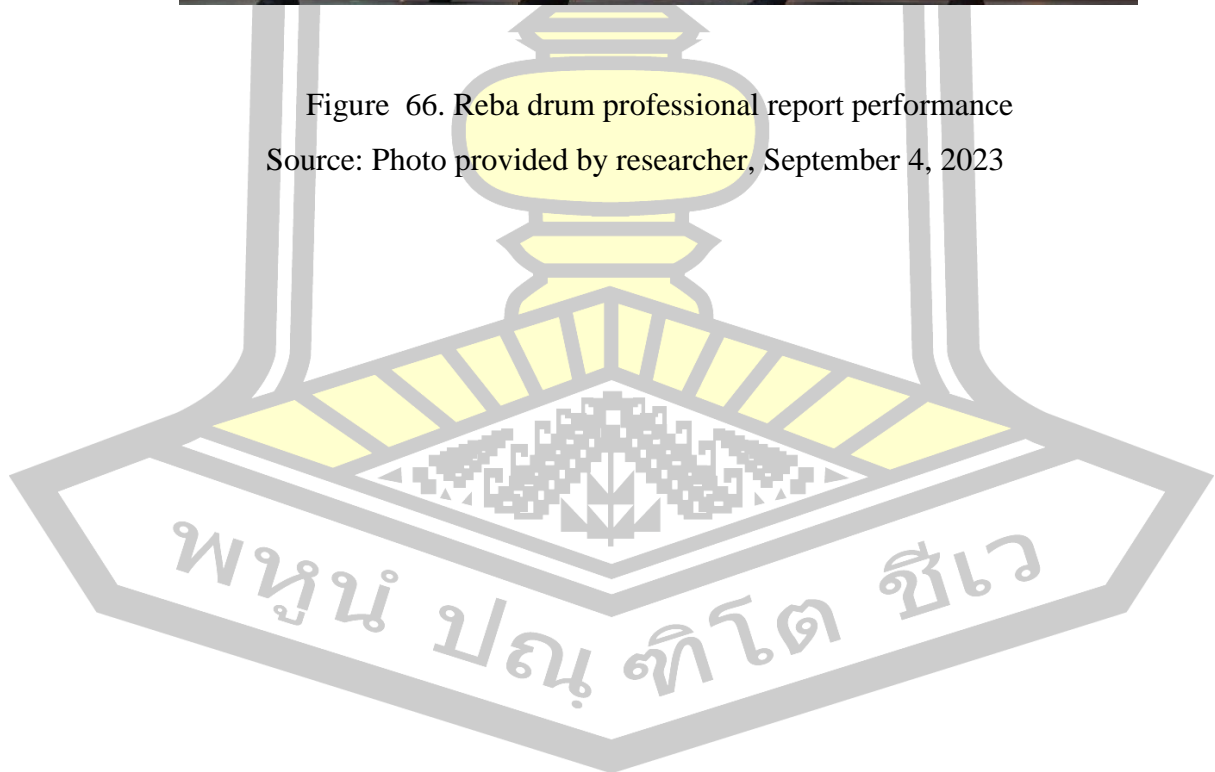 Figure 66. Reba drum professional report performance
Source: Photo provided by researcher, September 4, 2023
พหูนํ ปณฺ ฑิโต ชีเว